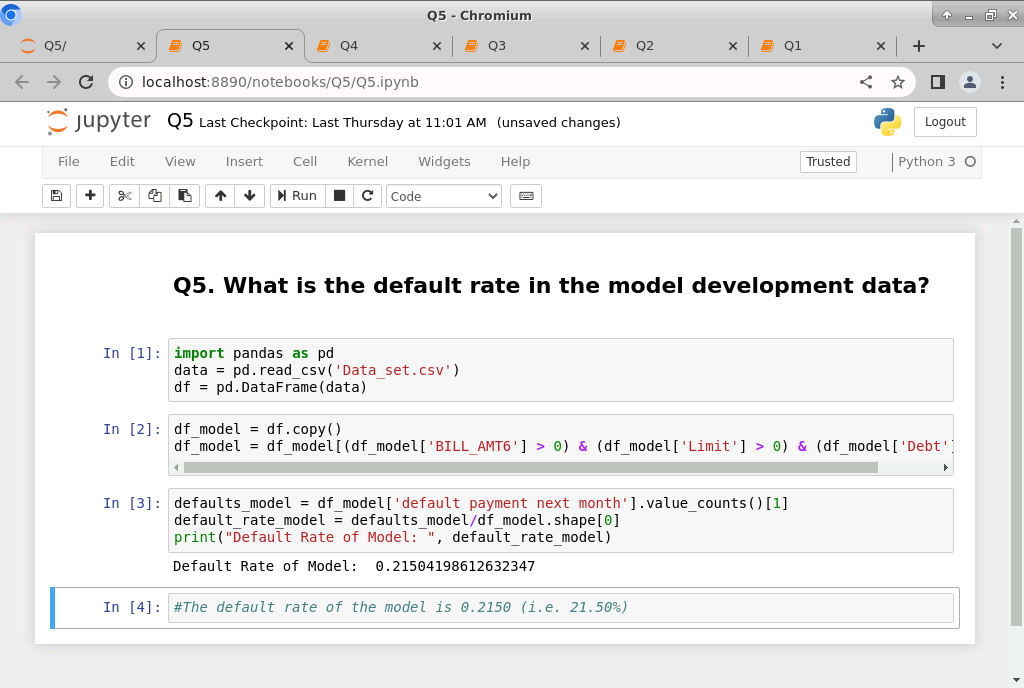 Q5 - Chromium
Q5/
Q5
Q4
Q3
Q2
Q1
localhost:8890/notebooks/Q5/Q5.ipynb
jupyter Q5 Last Checkpoint: Last Thursday at 11:01 AM (unsaved changes)
Logout
File Edit View Insert Cell Kernel Widgets Help
Trusted
Python 3
Run
Code
Q5. What is the default rate in the model development data?
In [1]: import pandas as pd
data = pd.read_csv('Data_set.csv')
df = pd.DataFrame(data)
In [2]: df_model = df.copy()
df_model = df_model[(df_model['BILL_AMT6'] > 0) & (df_model['Limit'] > 0) & (df_model['Debt']
In [3]: defaults_model = df_model['default payment next month'].value_counts()[1]
default_rate_model = defaults_model/df_model.shape[0]
print("Default Rate of Model: ", default_rate_model)
Default Rate of Model:  0.21504198612632347
In [4]: #The default rate of the model is 0.2150 (i.e. 21.50%)